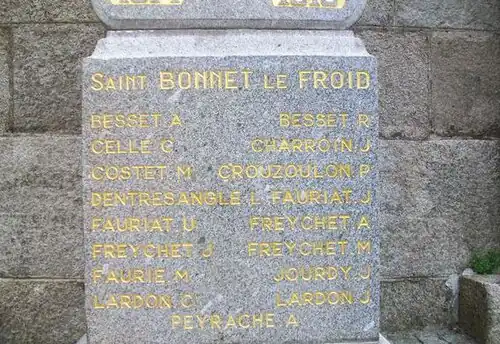 SAINT BONNET LE FROID
BESSET A BESSET R
CELLE C CHARROIN J
COSTET M CROUZOULON P
DENTRESANGLE L FAURIAT J
FAURIAT U FREYCHET A
FREYCHET J FREYCHET M
FAURIE M JOURDY J
LARDON C LARDON J
PEYRACHE A